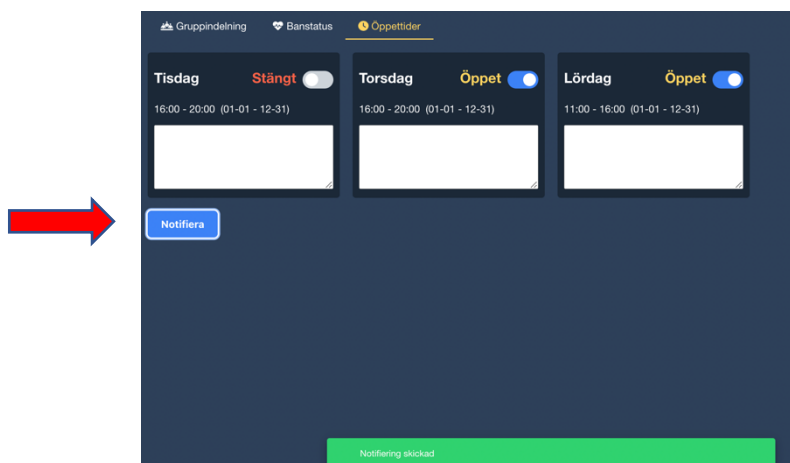 Gruppindelning Banstatus Öppettider
Tisdag Stängt
16:00 - 20:00 (01-01 - 12-31)
Torsdag Öppet
16:00 - 20:00 (01-01 - 12-31)
Lördag Öppet
11:00 - 16:00 (01-01 - 12-31)
Notifiera
Notifiering skickad